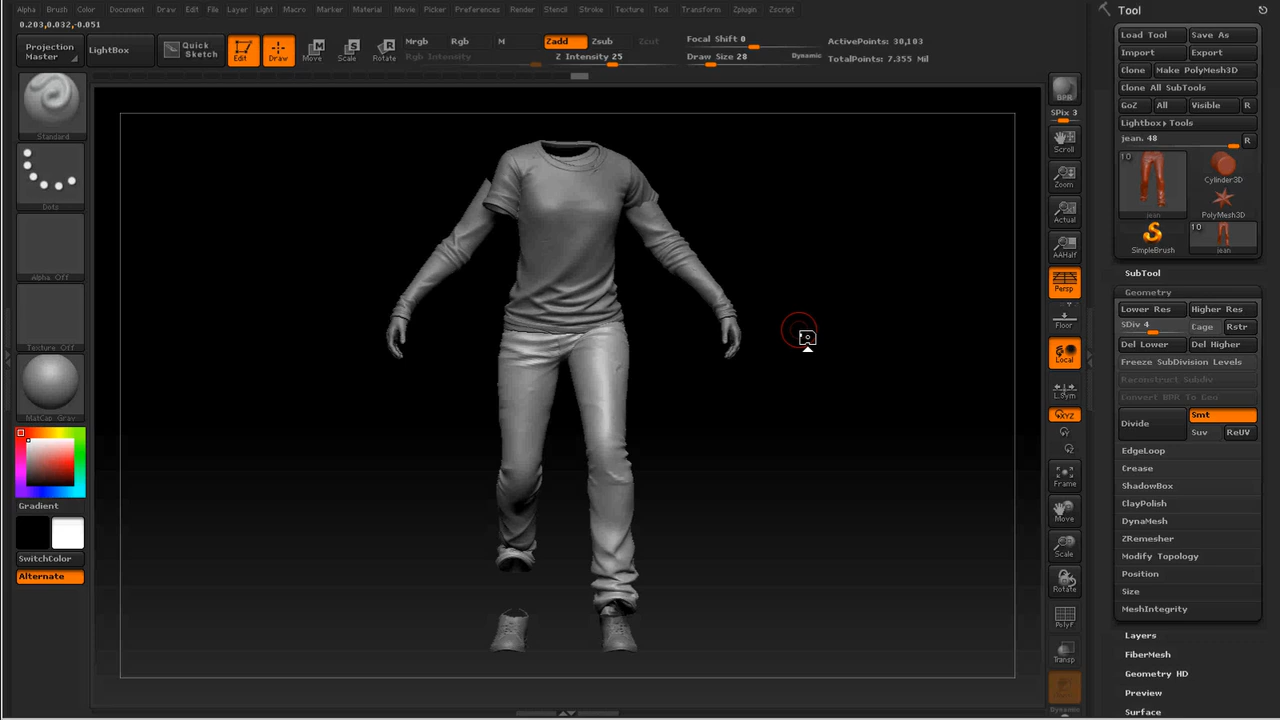 Alpha Brush Color Document Draw Edit File Layer Light Macro Marker Material Movie Picker Preferences Render Stencil Stroke Texture Tool Transform Zplugin Zscript
0.203,0.032,-0.051
Projection Master
LightBox
Quick Sketch
Edit
Draw
Move
Scale
Rotate
Mrgb Rgb M
Rgb Intensity
Zadd Zsub Zcut
Z Intensity 25
Focal Shift 0
Draw Size 28 Dynamic
ActivePoints: 30,103
TotalPoints: 7.355 Mil
Standard
Dots
Alpha Off
Texture Off
MatCap Gray
Gradient
SwitchColor
Alternate
BPR
SPix 3
Scroll
Zoom
Actual
AAHalf
Persp
Floor
Local
L.Sym
XYZ
Frame
Move
Scale
Rotate
PolyF
Transp
Dynamic
Tool
Load Tool Save As
Import Export
Clone Make PolyMesh3D
Clone All SubTools
GoZ All Visible R
Lightbox▸Tools
jean. 48 R
10
jean
Cylinder3D
PolyMesh3D
SimpleBrush
10
jean
SubTool
Geometry
Lower Res Higher Res
SDiv 4 Cage Rstr
Del Lower Del Higher
Freeze SubDivision Levels
Reconstruct Subdiv
Convert BPR To Geo
Divide Smt
Suv ReUV
EdgeLoop
Crease
ShadowBox
ClayPolish
DynaMesh
ZRemesher
Modify Topology
Position
Size
MeshIntegrity
Layers
FiberMesh
Geometry HD
Preview
Surface